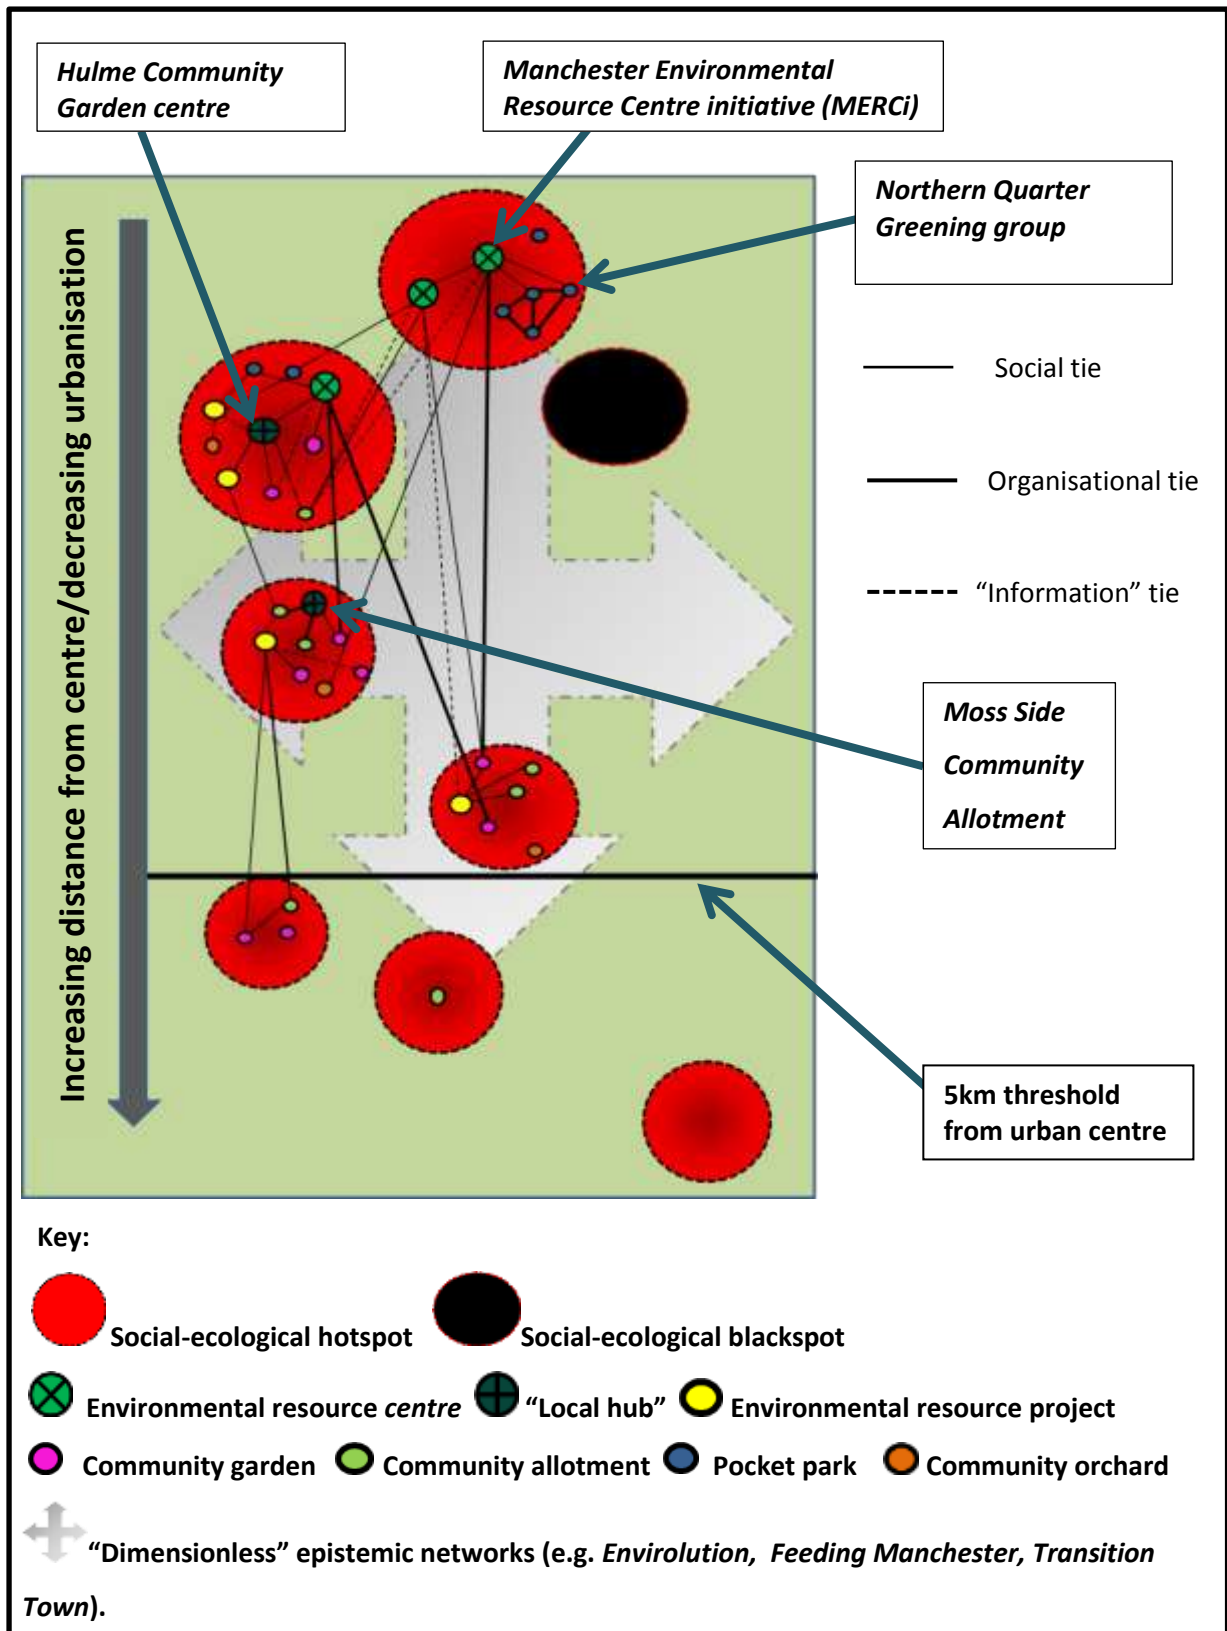 Hulme Community
Garden centre
Manchester Environmental
Resource Centre initiative (MERCi)
Northern Quarter
Greening group
Increasing distance from centre/decreasing urbanisation
Social tie
Organisational tie
“Information” tie
Moss Side
Community
Allotment
5km threshold
from urban centre
Key:
Social-ecological hotspot
Social-ecological blackspot
Environmental resource centre
“Local hub”
Environmental resource project
Community garden
Community allotment
Pocket park
Community orchard
“Dimensionless” epistemic networks (e.g. Envirolution, Feeding Manchester, Transition
Town).